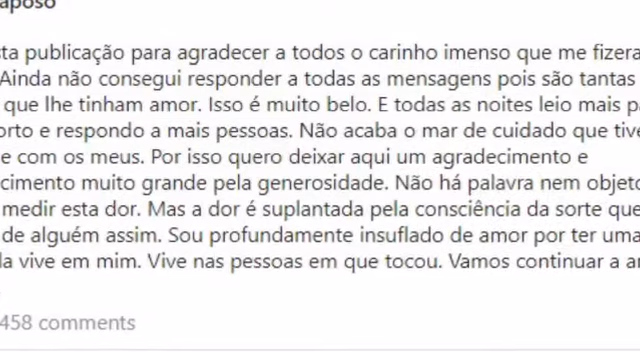 aposo
sta publicação para agradecer a todos o carinho imenso que me fizera
Ainda não consegui responder a todas as mensagens pois são tantas
que lhe tinham amor. Isso é muito belo. E todas as noites leio mais p
orto e respondo a mais pessoas. Não acaba o mar de cuidado que tive
e com os meus. Por isso quero deixar aqui um agradecimento e
cimento muito grande pela generosidade. Não há palavra nem objeto
medir esta dor. Mas a dor é suplantada pela consciência da sorte que
de alguém assim. Sou profundamente insuflado de amor por ter uma
la vive em mim. Vive nas pessoas em que tocou. Vamos continuar a a
458 comments